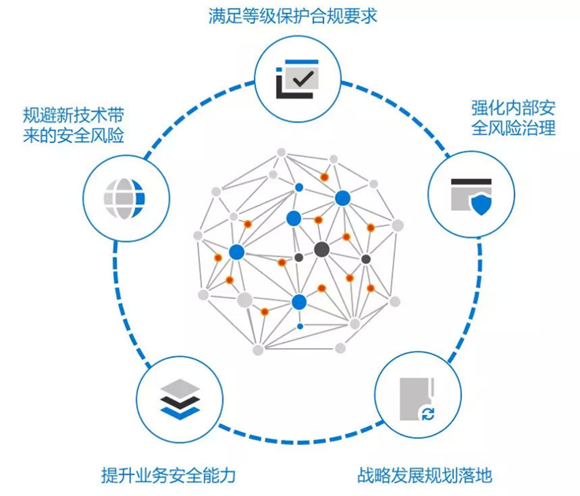 满足等级保护合规要求
规避新技术带
来的安全风险
强化内部安
全风险治理
提升业务安全能力
战略发展规划落地